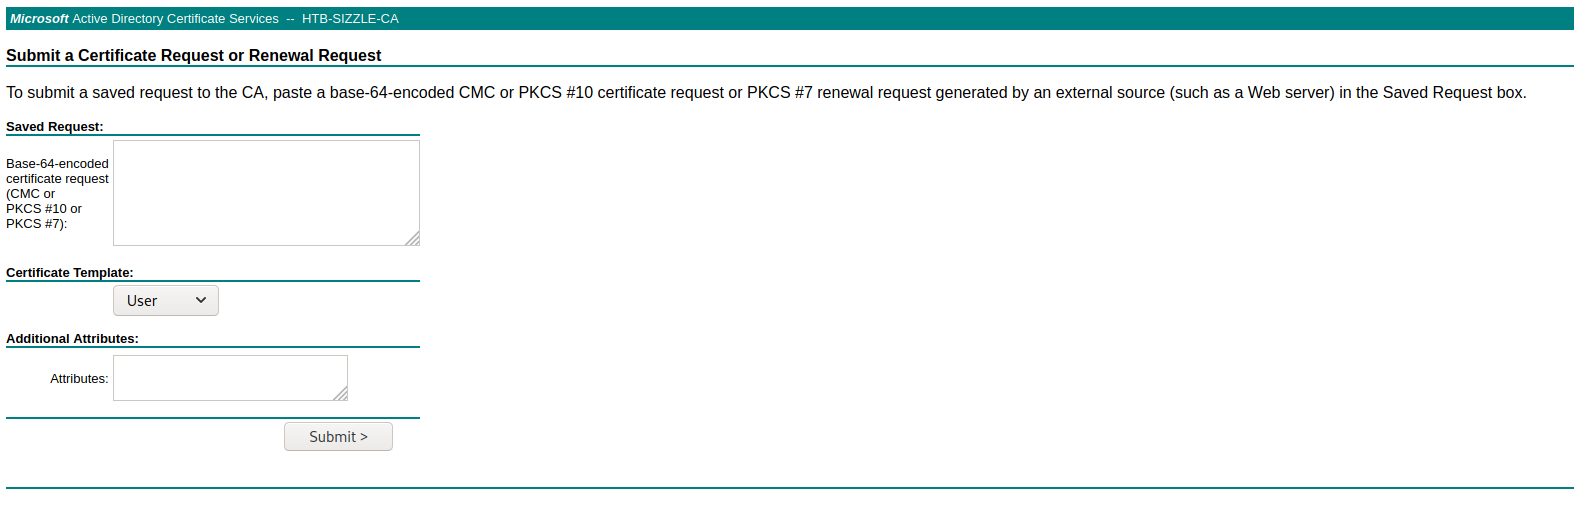 Microsoft Active Directory Certificate Services  --  HTB-SIZZLE-CA
Submit a Certificate Request or Renewal Request
To submit a saved request to the CA, paste a base-64-encoded CMC or PKCS #10 certificate request or PKCS #7 renewal request generated by an external source (such as a Web server) in the Saved Request box.
Saved Request:
Base-64-encoded
certificate request
(CMC or
PKCS #10 or
PKCS #7):
Certificate Template:
User
Additional Attributes:
Attributes:
Submit >